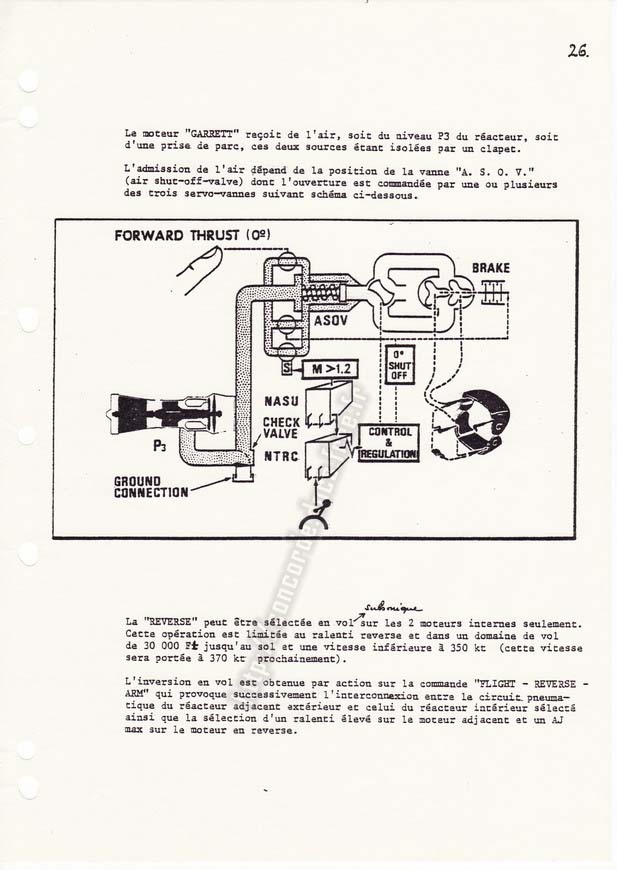 26.
Le moteur "GARRETT" reçoit de l'air, soit du niveau P3 du réacteur, soit
d'une prise de parc, ces deux sources étant isolées par un clapet.
L'admission de l'air dépend de la position de la vanne "A. S. O. V."
(air shut-off-valve) dont l'ouverture est commandée par une ou plusieurs
des trois servo-vannes suivant schéma ci-dessous.
FORWARD THRUST (0º)
BRAKE
ASOV
S
M >1.2
0°
SHUT
OFF
NASU
CHECK
VALVE
P3
NTRC
CONTROL
&
REGULATION
GROUND
CONNECTION
subsonique
La "REVERSE" peut être sélectée en vol sur les 2 moteurs internes seulement.
Cette opération est limitée au ralenti reverse et dans un domaine de vol
de 30 000 Ft jusqu'au sol et une vitesse inférieure à 350 kt (cette vitesse
sera portée à 370 kt prochainement).
L'inversion en vol est obtenue par action sur la commande "FLIGHT - REVERSE -
ARM" qui provoque successivement l'interconnexion entre le circuit pneuma-
tique du réacteur adjacent extérieur et celui du réacteur intérieur sélecté
ainsi que la sélection d'un ralenti élevé sur le moteur adjacent et un AJ
max sur le moteur en reverse.